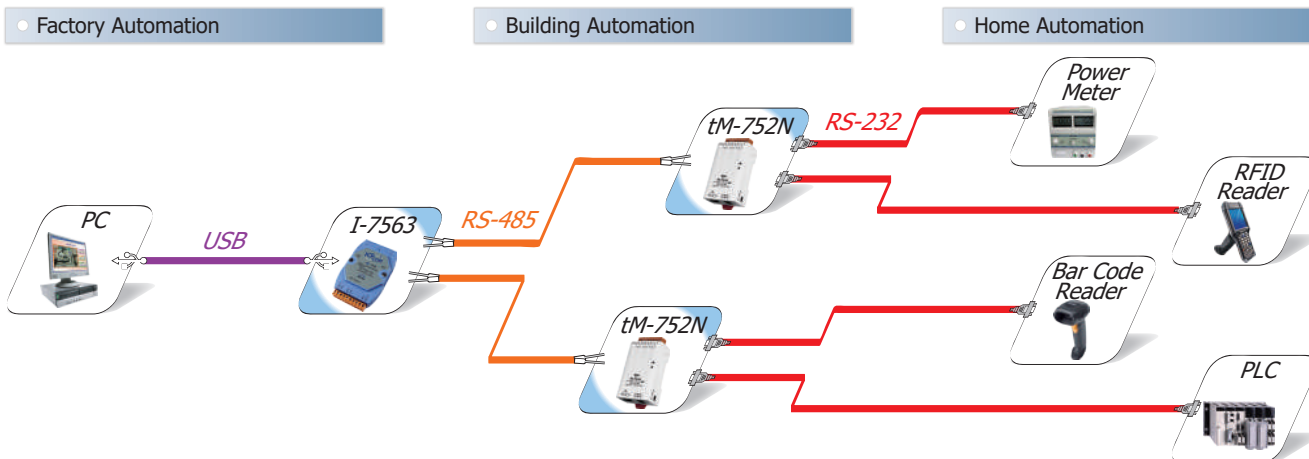 Factory Automation
Building Automation
Home Automation
Power
Meter
tM-752N
RS-232
RFID
Reader
PC
USB
I-7563
RS-485
Bar Code
Reader
tM-752N
PLC